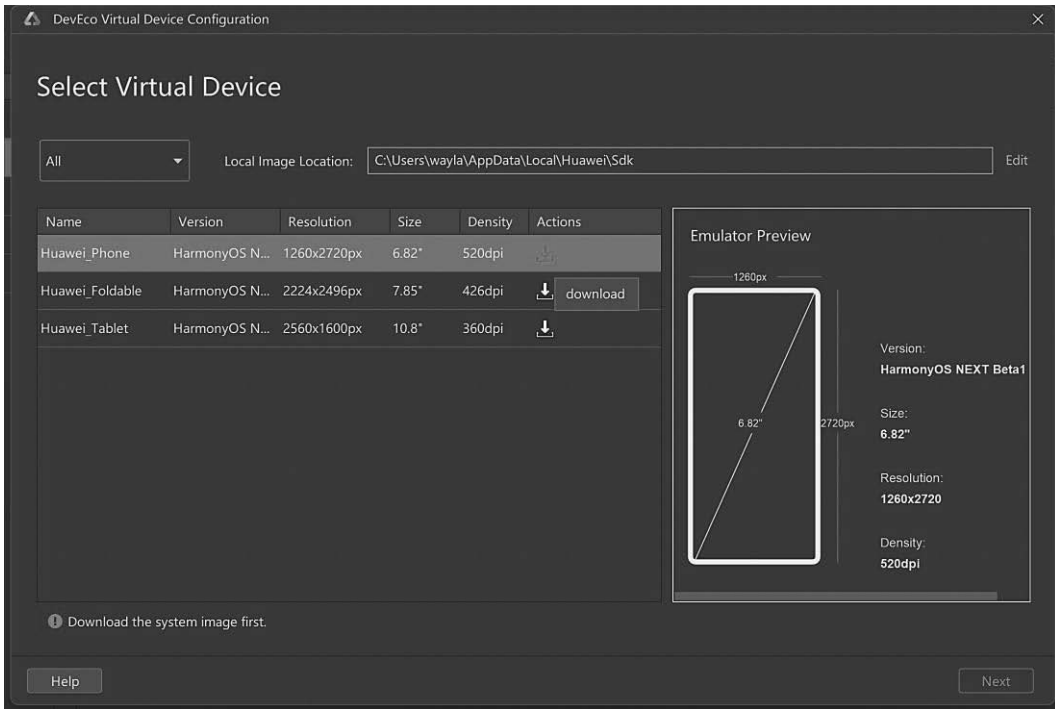 DevEco Virtual Device Configuration
Select Virtual Device
All
Local Image Location: C:\Users\wayla\AppData\Local\Huawei\Sdk Edit
Name Version Resolution Size Density Actions
Huawei_Phone HarmonyOS N... 1260x2720px 6.82" 520dpi
Huawei_Foldable HarmonyOS N... 2224x2496px 7.85" 426dpi download
Huawei_Tablet HarmonyOS N... 2560x1600px 10.8" 360dpi
Emulator Preview
1260px
6.82"
2720px
Version:
HarmonyOS NEXT Beta1
Size:
6.82"
Resolution:
1260x2720
Density:
520dpi
Download the system image first.
Help
Next